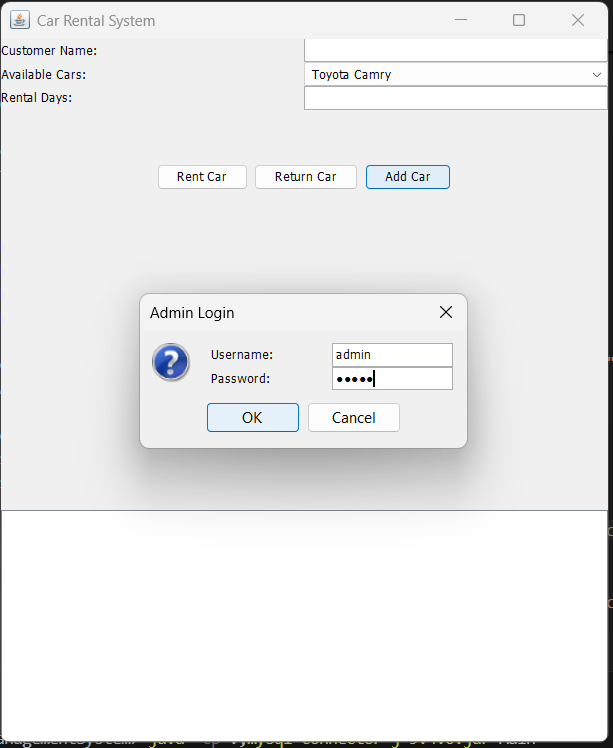 Car Rental System
Customer Name:
Available Cars: Toyota Camry
Rental Days:
Rent Car Return Car Add Car
Admin Login
?
Username: admin
Password: •••••
OK Cancel